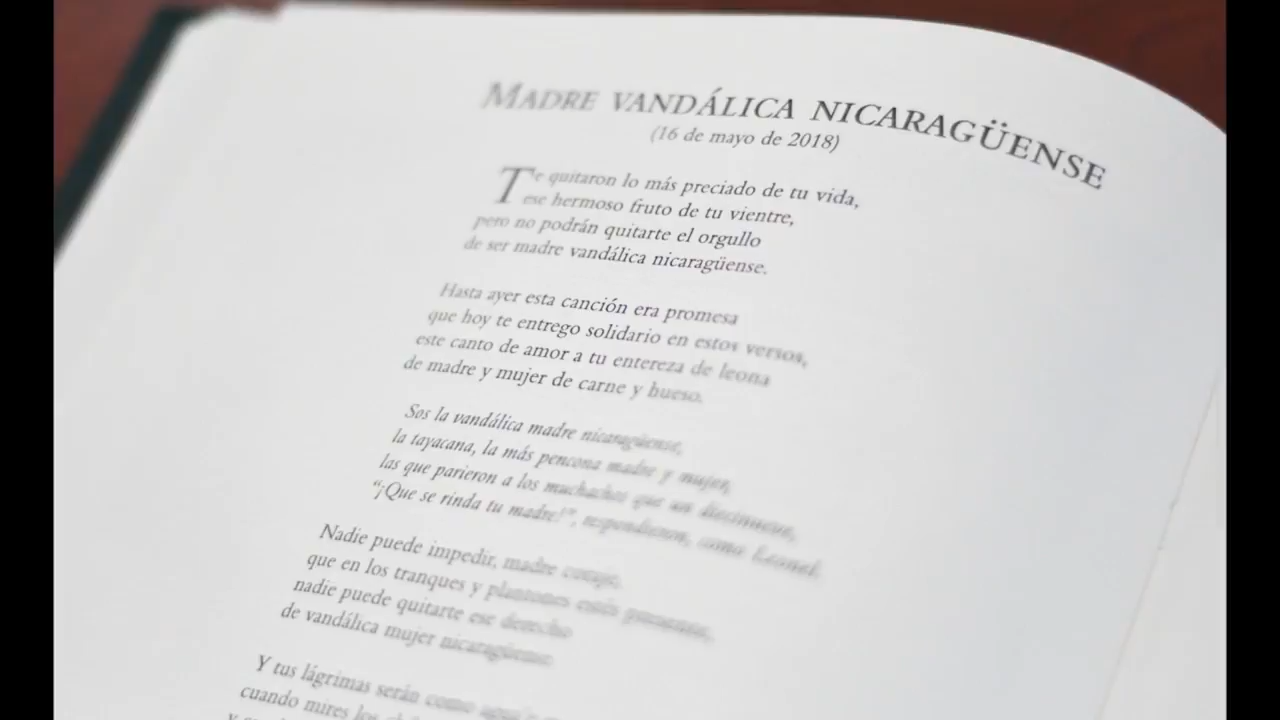 MADRE VANDÁLICA NICARAGÜENSE
(16 de mayo de 2018)
Te quitaron lo más preciado de tu vida,
ese hermoso fruto de tu vientre,
pero no podrán quitarte el orgullo
de ser madre vandálica nicaragüense.
Hasta ayer esta canción era promesa
que hoy te entrego solidario en estos versos,
este canto de amor a tu entereza de leona
de madre y mujer de carne y hueso.
Sos la vandálica madre nicaragüense,
la tayacana, la más pencona madre y mujer,
las que parieron a los muchachos que un diecinueve,
“¡Que se rinda tu madre!”, respondieron, como Leonel.
Nadie puede impedir, madre coraje,
que en los tranques y plantones estés presente,
nadie puede quitarte ese derecho
de vandálica mujer nicaragüense.
Y tus lágrimas serán como
cuando mires los
y